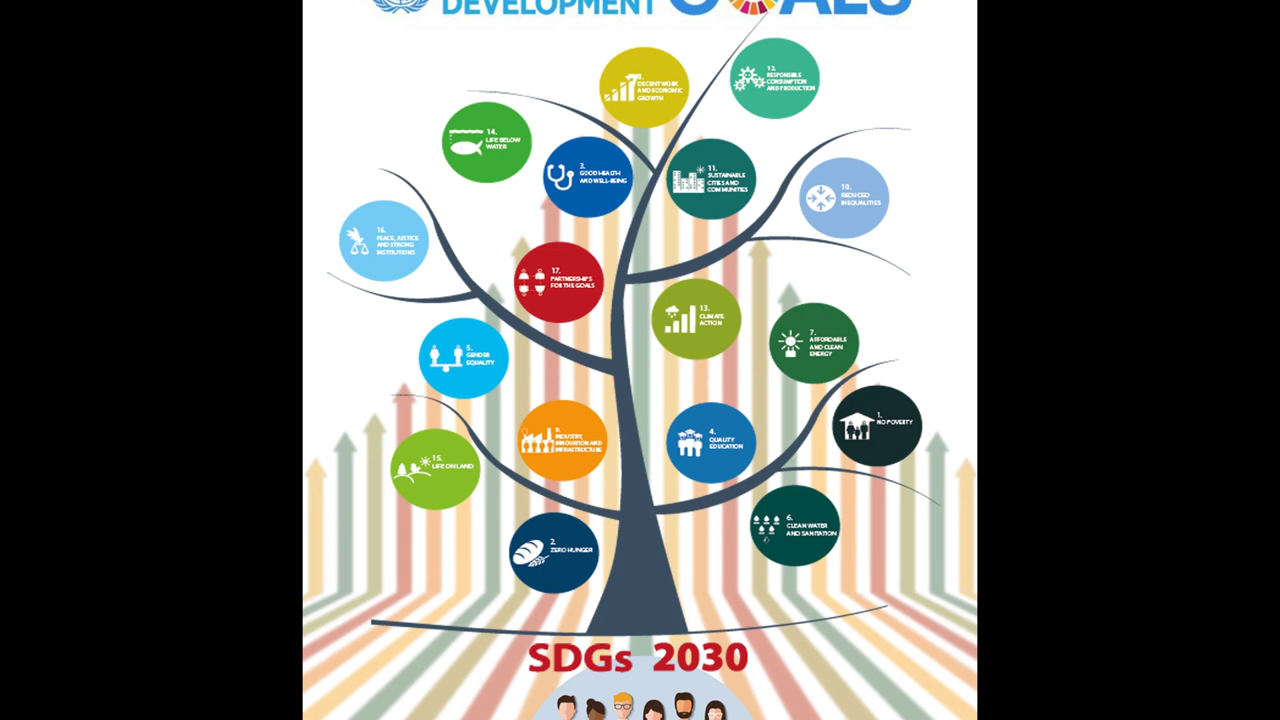 DEVELOPMENT GOALS
DECENT WORK
AND ECONOMIC
GROWTH
12.
RESPONSIBLE
CONSUMPTION
AND PRODUCTION
14.
LIFE BELOW
WATER
3.
GOOD HEALTH
AND WELL-BEING
11.
SUSTAINABLE
CITIES AND
COMMUNITIES
10.
REDUCED
INEQUALITIES
16.
PEACE, JUSTICE
AND STRONG
INSTITUTIONS
17.
PARTNERSHIPS
FOR THE GOALS
13.
CLIMATE
ACTION
7.
AFFORDABLE
AND CLEAN
ENERGY
5.
GENDER
EQUALITY
9.
INDUSTRY,
INNOVATION AND
INFRASTRUCTURE
4.
QUALITY
EDUCATION
1.
NO POVERTY
15.
LIFE ON LAND
2.
ZERO HUNGER
6.
CLEAN WATER
AND SANITATION
SDGs 2030